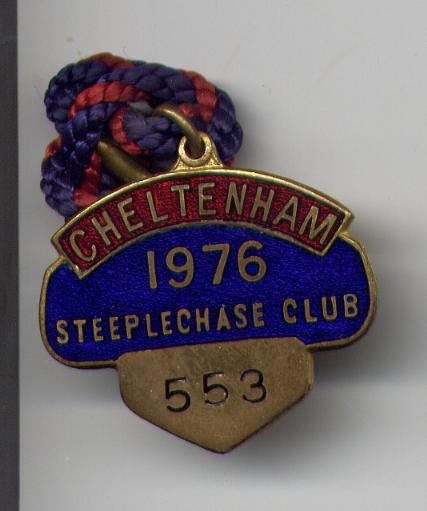 CHELTENHAM
1976
STEEPLECHASE CLUB
553